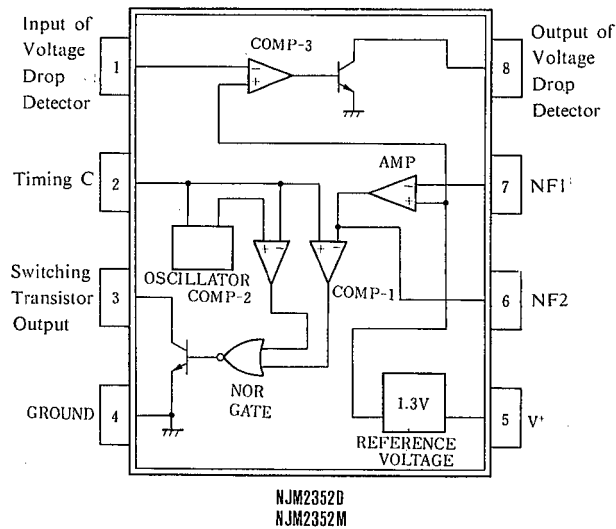 Input of
Voltage
Drop
Detector
1
COMP-3
−
+
Output of
Voltage
Drop
Detector
8
Timing C
2
AMP
−
+
7
NF1
OSCILLATOR
+ −
COMP-2
+ −
COMP-1
Switching
Transistor
Output
3
6
NF2
NOR
GATE
GROUND
4
1.3V
REFERENCE
VOLTAGE
5
V+
NJM2352D
NJM2352M